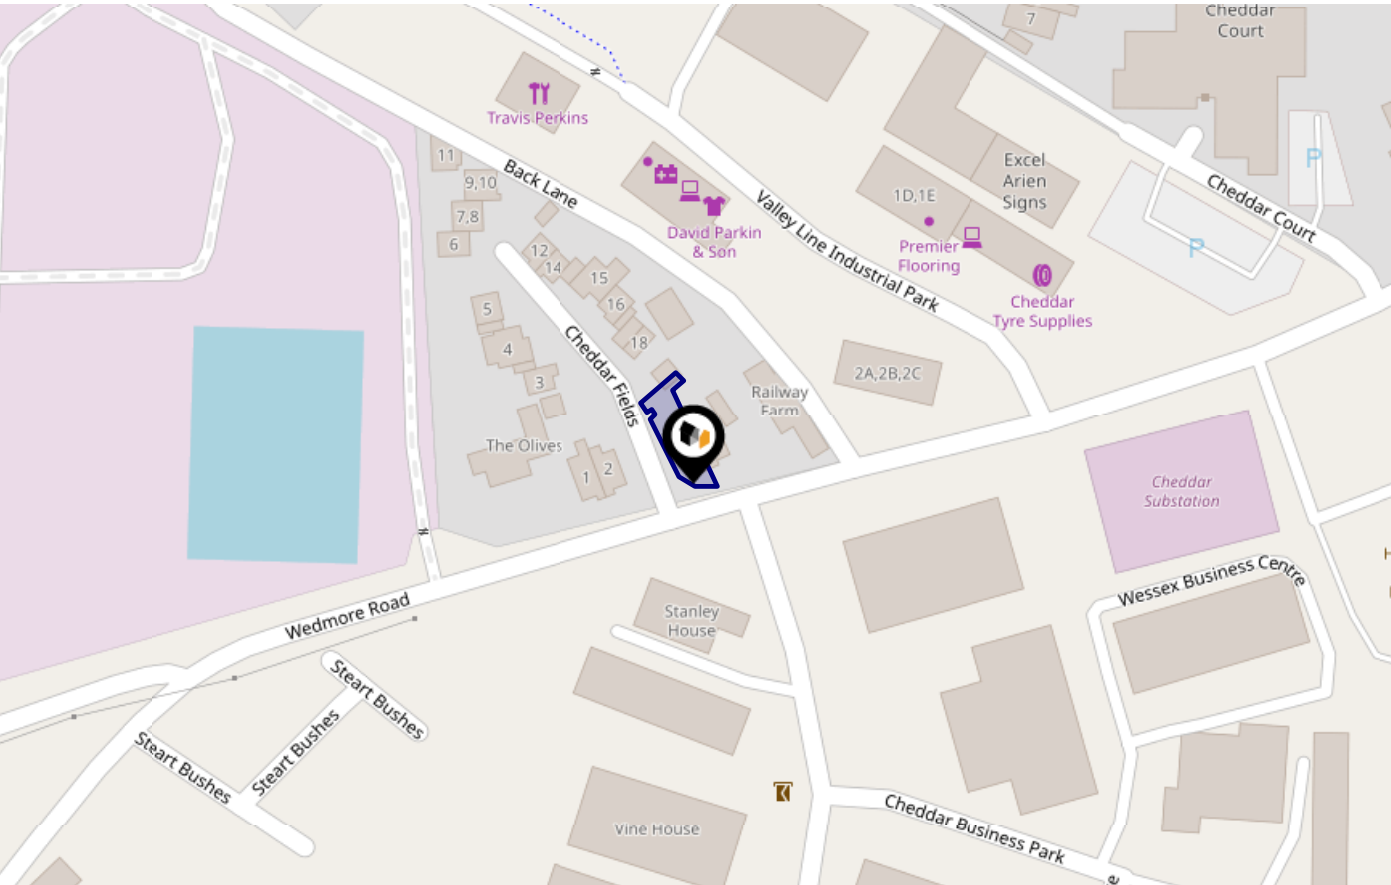 7
Cheddar
Court
Travis Perkins
11
Back Lane
9,10
7,8
6
Excel
Arien
Signs
1D,1E
P
Cheddar Court
P
Valley Line Industrial Park
David Parkin
& Son
Premier
Flooring
Cheddar
Tyre Supplies
12
14
15
16
18
5
4
3
Cheddar Fields
2A,2B,2C
Railway
Farm
The Olives
1
2
Cheddar
Substation
Wessex Business Centre
Wedmore Road
Stanley
House
Steart Bushes
Steart Bushes
Steart Bushes
Vine House
Cheddar Business Park